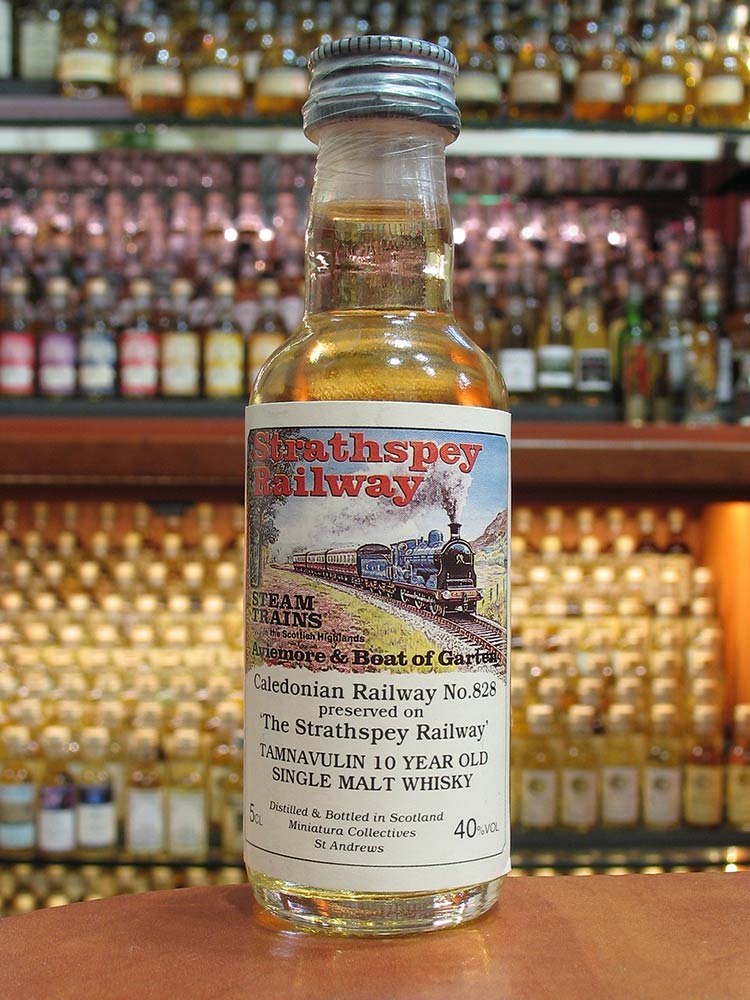 Strathspey
Railway
STEAM
TRAINS
in the Scottish Highlands
Aviemore & Boat of Garten
Caledonian Railway No.828
preserved on
'The Strathspey Railway'
TAMNAVULIN 10 YEAR OLD
SINGLE MALT WHISKY
Distilled & Bottled in Scotland
Miniatura Collectives
St Andrews
5CL
40%VOL